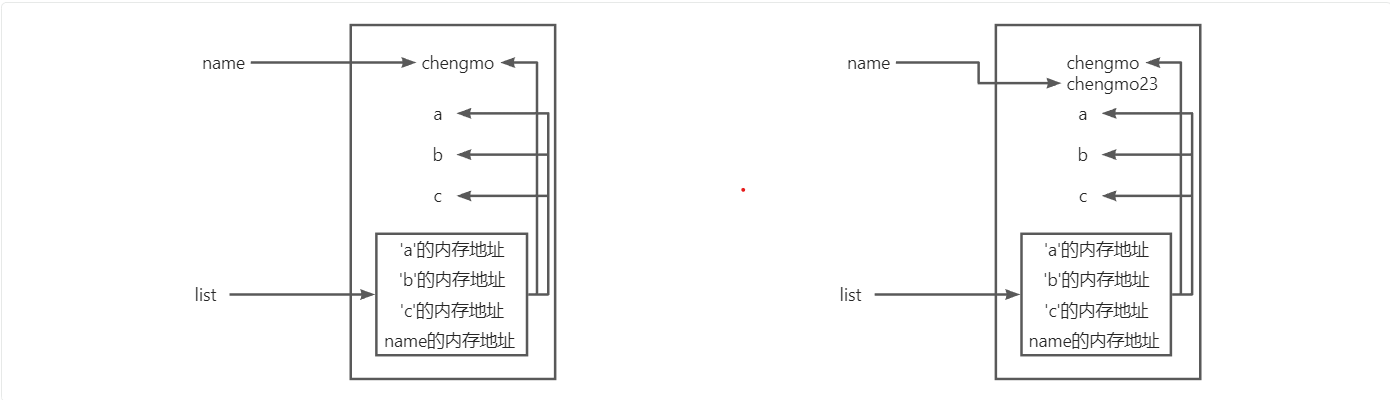 name
chengmo
a
b
c
list
'a'的内存地址
'b'的内存地址
'c'的内存地址
name的内存地址
name
chengmo
chengmo23
a
b
c
list
'a'的内存地址
'b'的内存地址
'c'的内存地址
name的内存地址